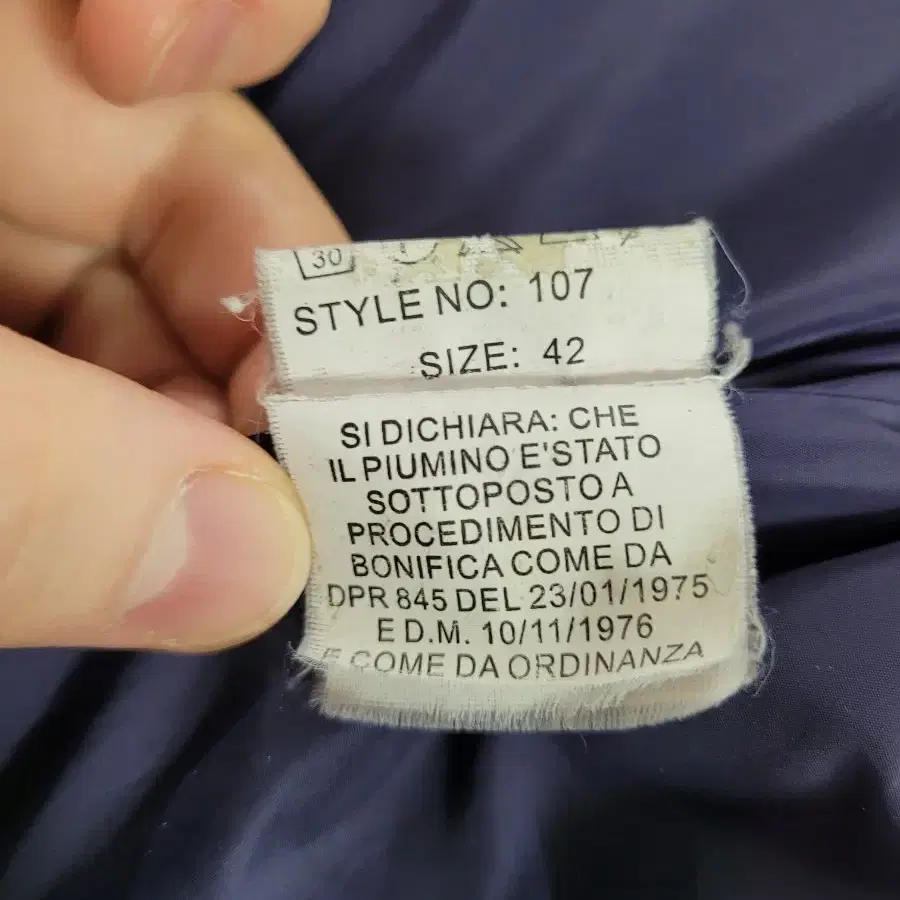 30
STYLE NO: 107
SIZE: 42
SI DICHIARA: CHE
IL PIUMINO E'STATO
SOTTOPOSTO A
PROCEDIMENTO DI
BONIFICA COME DA
DPR 845 DEL 23/01/1975
E D.M. 10/11/1976
E COME DA ORDINANZA